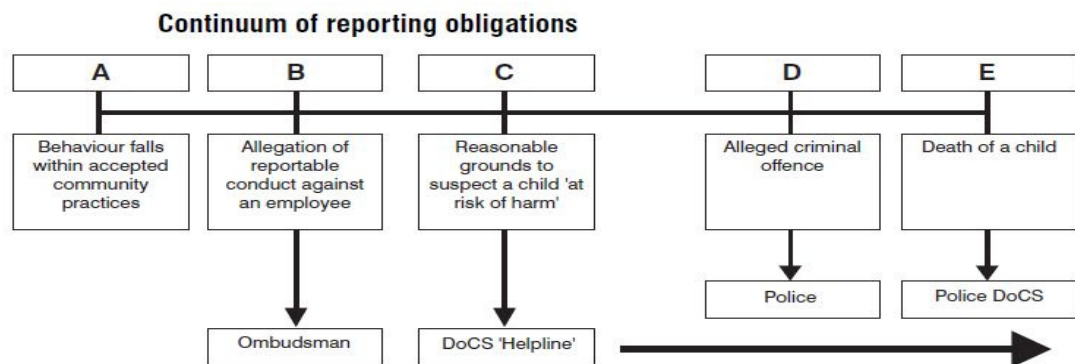 Continuum of reporting obligations
A
B
C
D
E
Behaviour falls
within accepted
community
practices
Allegation of
reportable
conduct against
an employee
Reasonable
grounds to
suspect a child 'at
risk of harm'
Alleged criminal
offence
Death of a child
Police
Police DoCS
Ombudsman
DoCS 'Helpline'